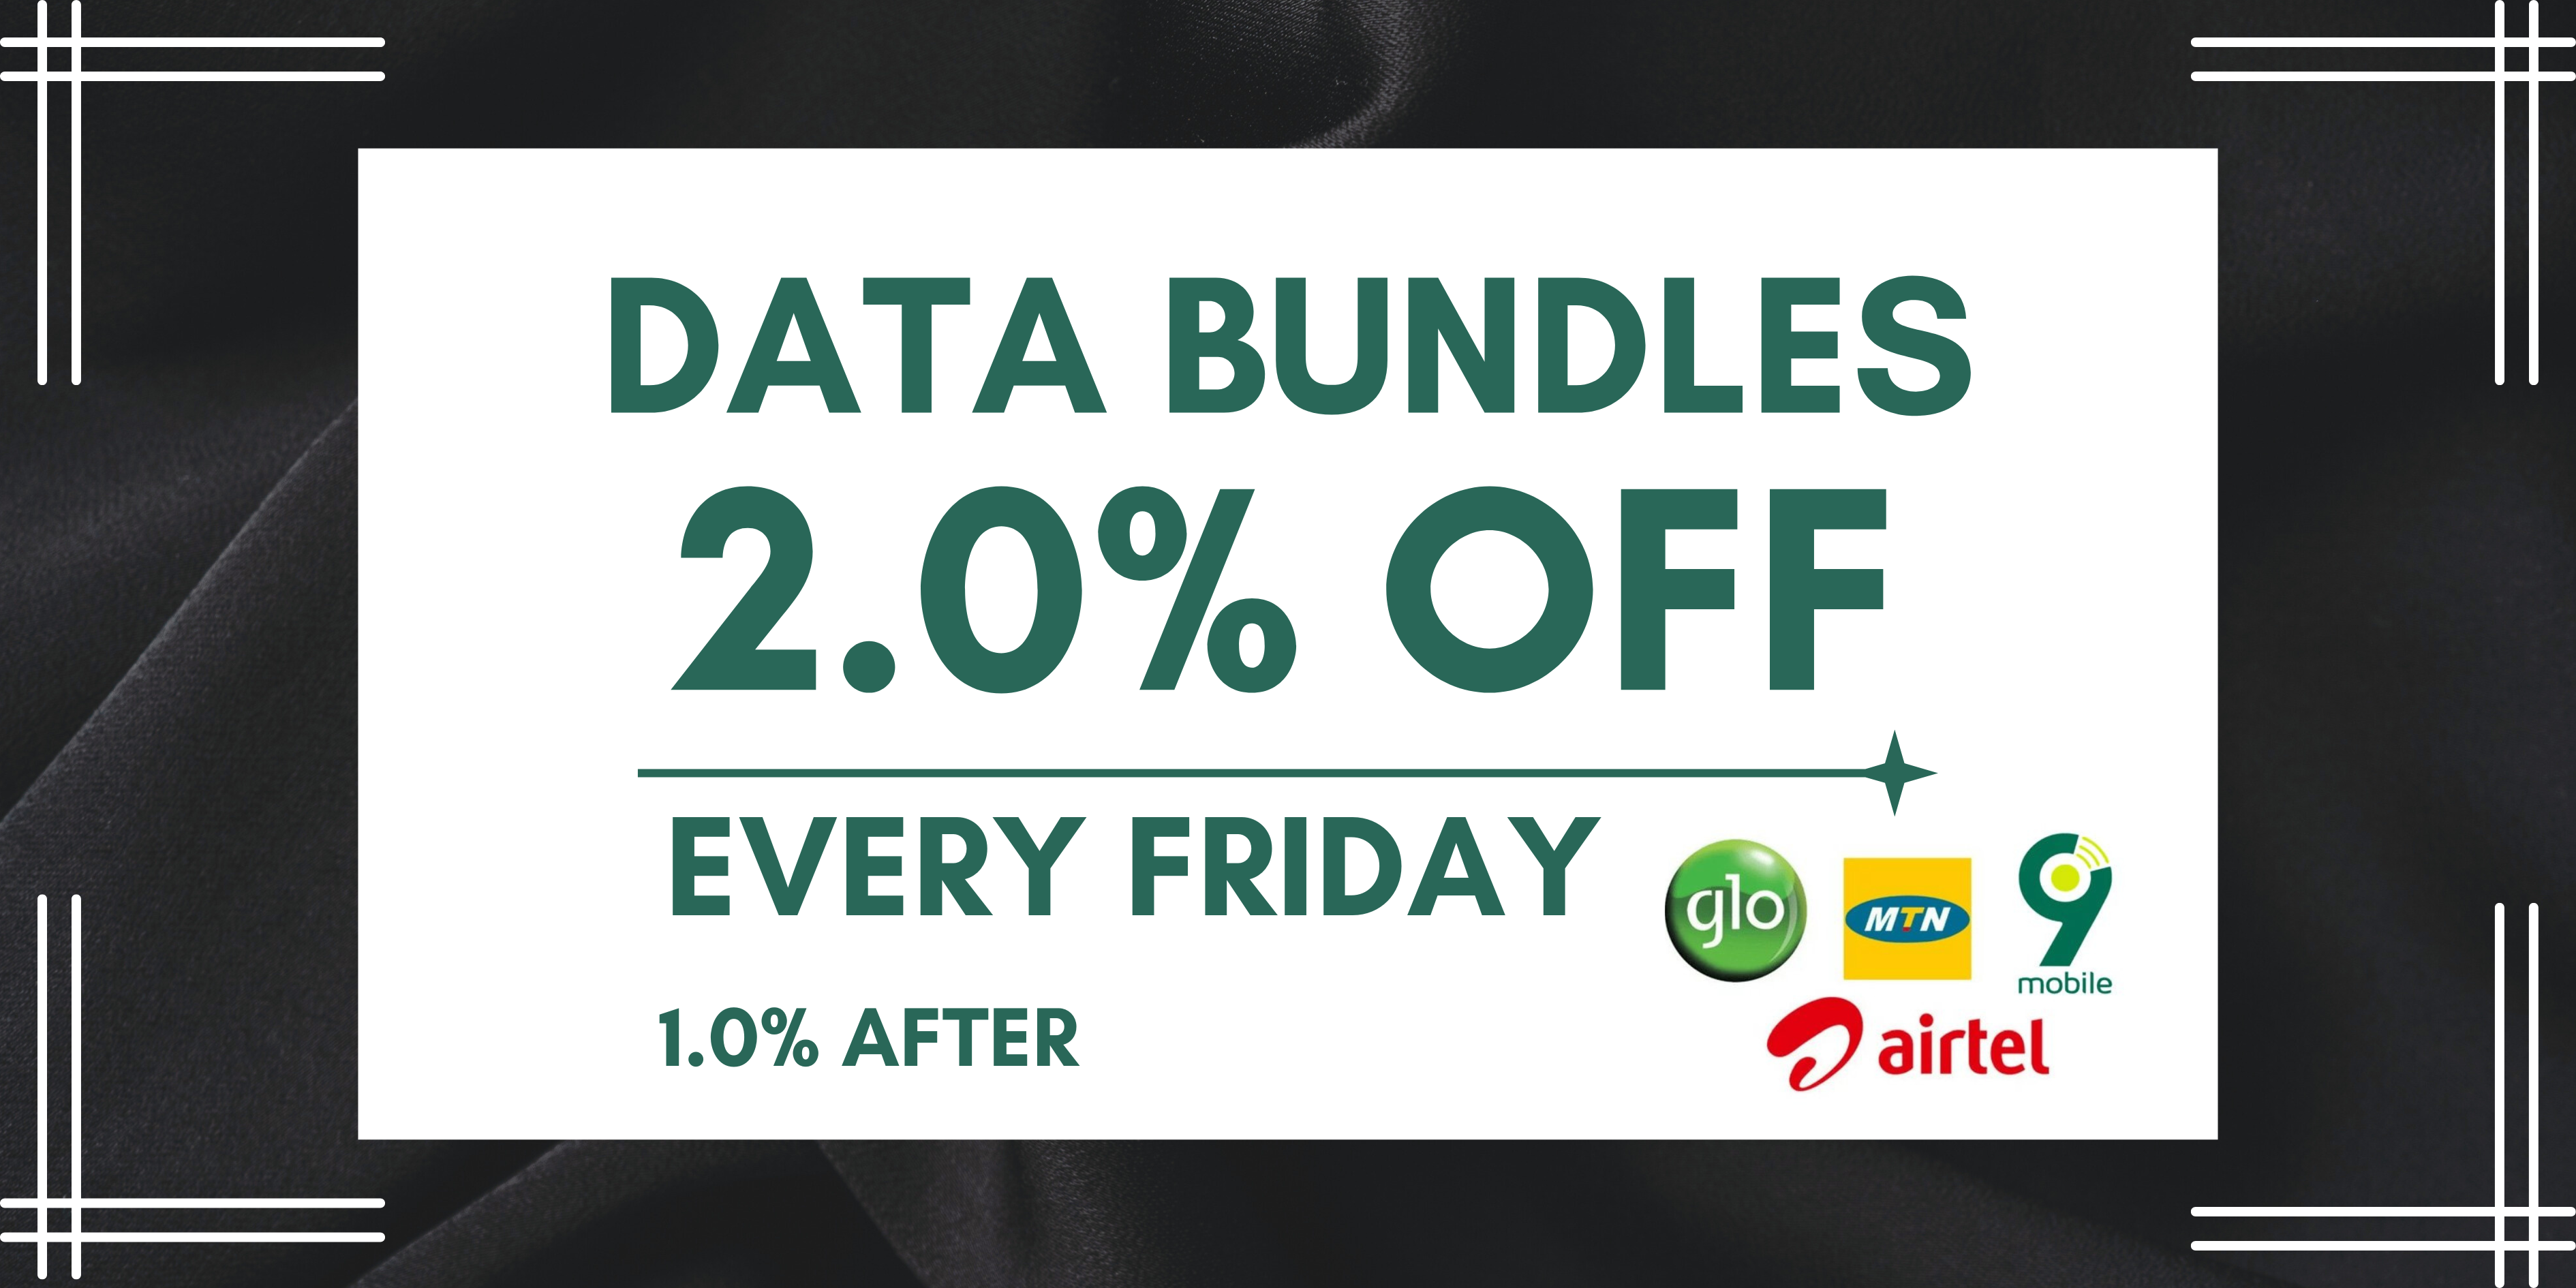 DATA BUNDLES
2.0% OFF
EVERY FRIDAY
glo
MTN
9
mobile
1.0% AFTER
airtel